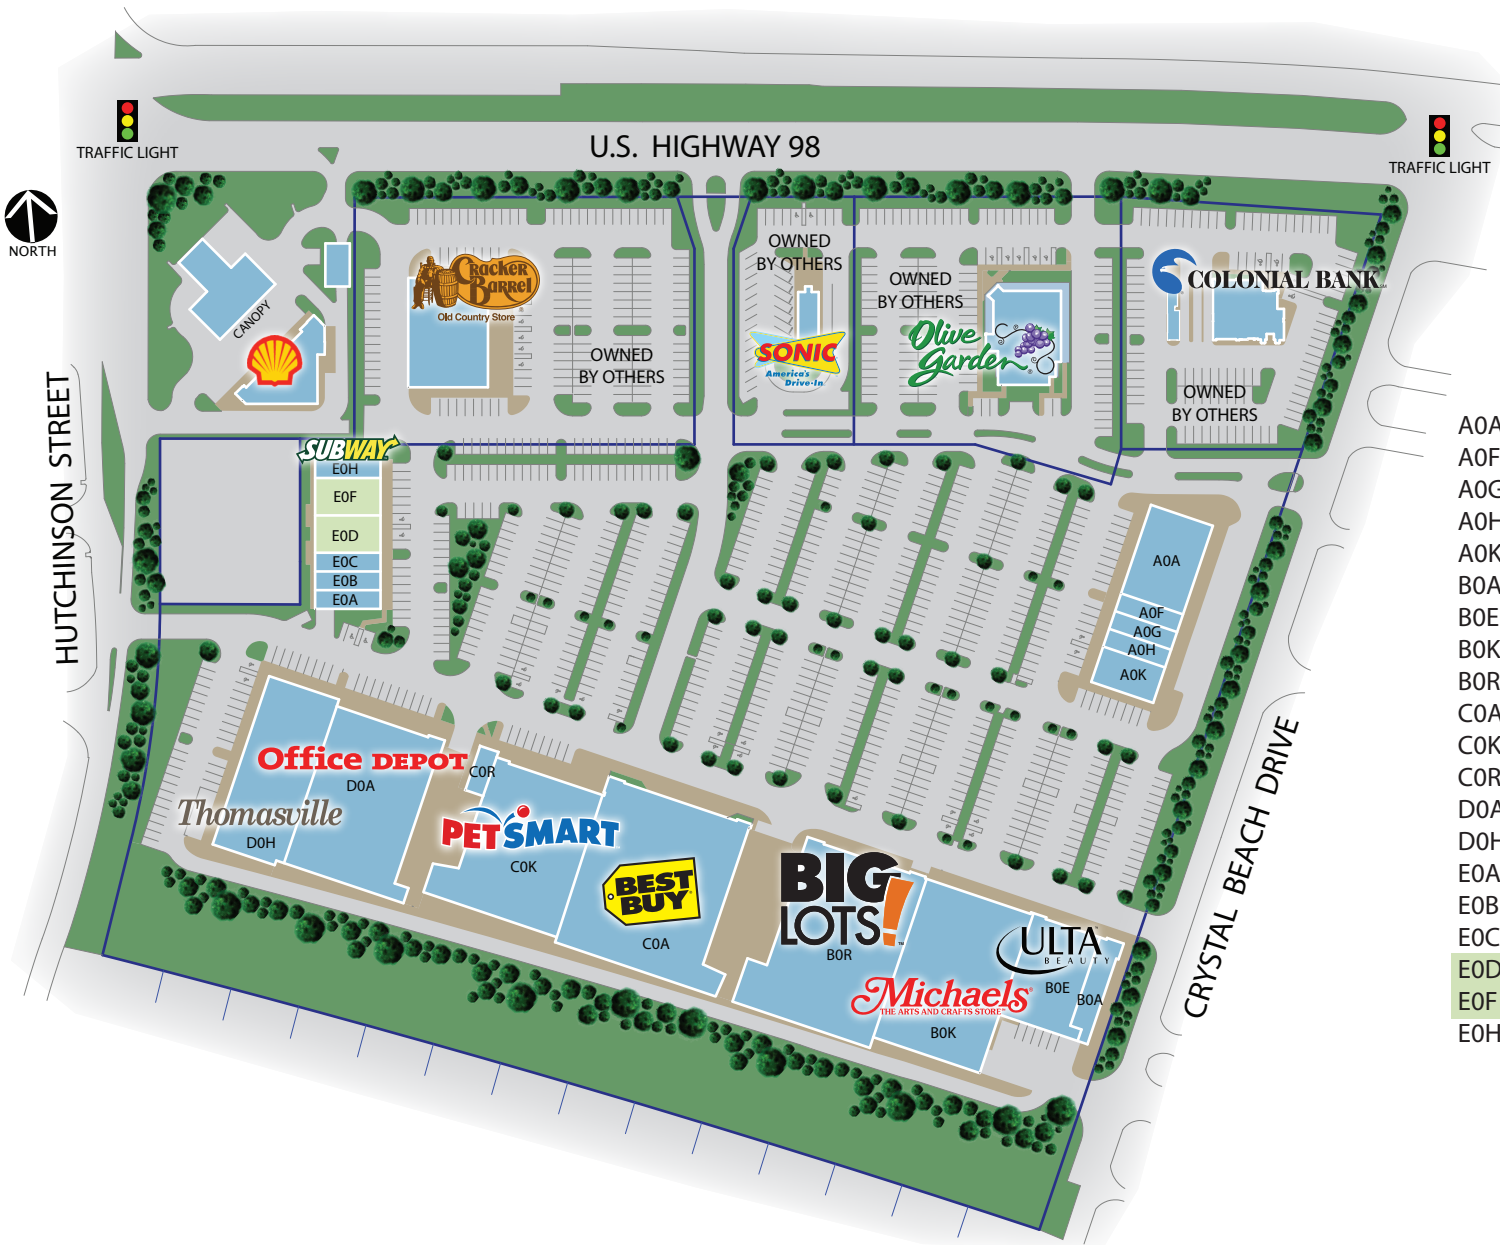 U.S. HIGHWAY 98
TRAFFIC LIGHT
TRAFFIC LIGHT
NORTH
CANOPY
Cracker
Barrel
Old Country Store
OWNED
BY OTHERS
OWNED
BY OTHERS
SONIC
America's
Drive-In
OWNED
BY OTHERS
Olive
Garden
COLONIAL BANK
OWNED
BY OTHERS
HUTCHINSON STREET
SUBWAY
E0H
E0F
E0D
E0C
E0B
E0A
A0A
A0F
A0G
A0H
A0K
Office DEPOT
D0A
Thomasville
D0H
C0R
PETSMART
C0K
BEST
BUY
C0A
BIG
LOTS!
B0R
Michaels
THE ARTS AND CRAFTS STORE
B0K
ULTA
BEAUTY
B0E
B0A
CRYSTAL BEACH DRIVE
A0A
A0F
A0G
A0H
A0K
B0A
B0E
B0K
B0R
C0A
C0K
C0R
D0A
D0H
E0A
E0B
E0C
E0D
E0F
E0H